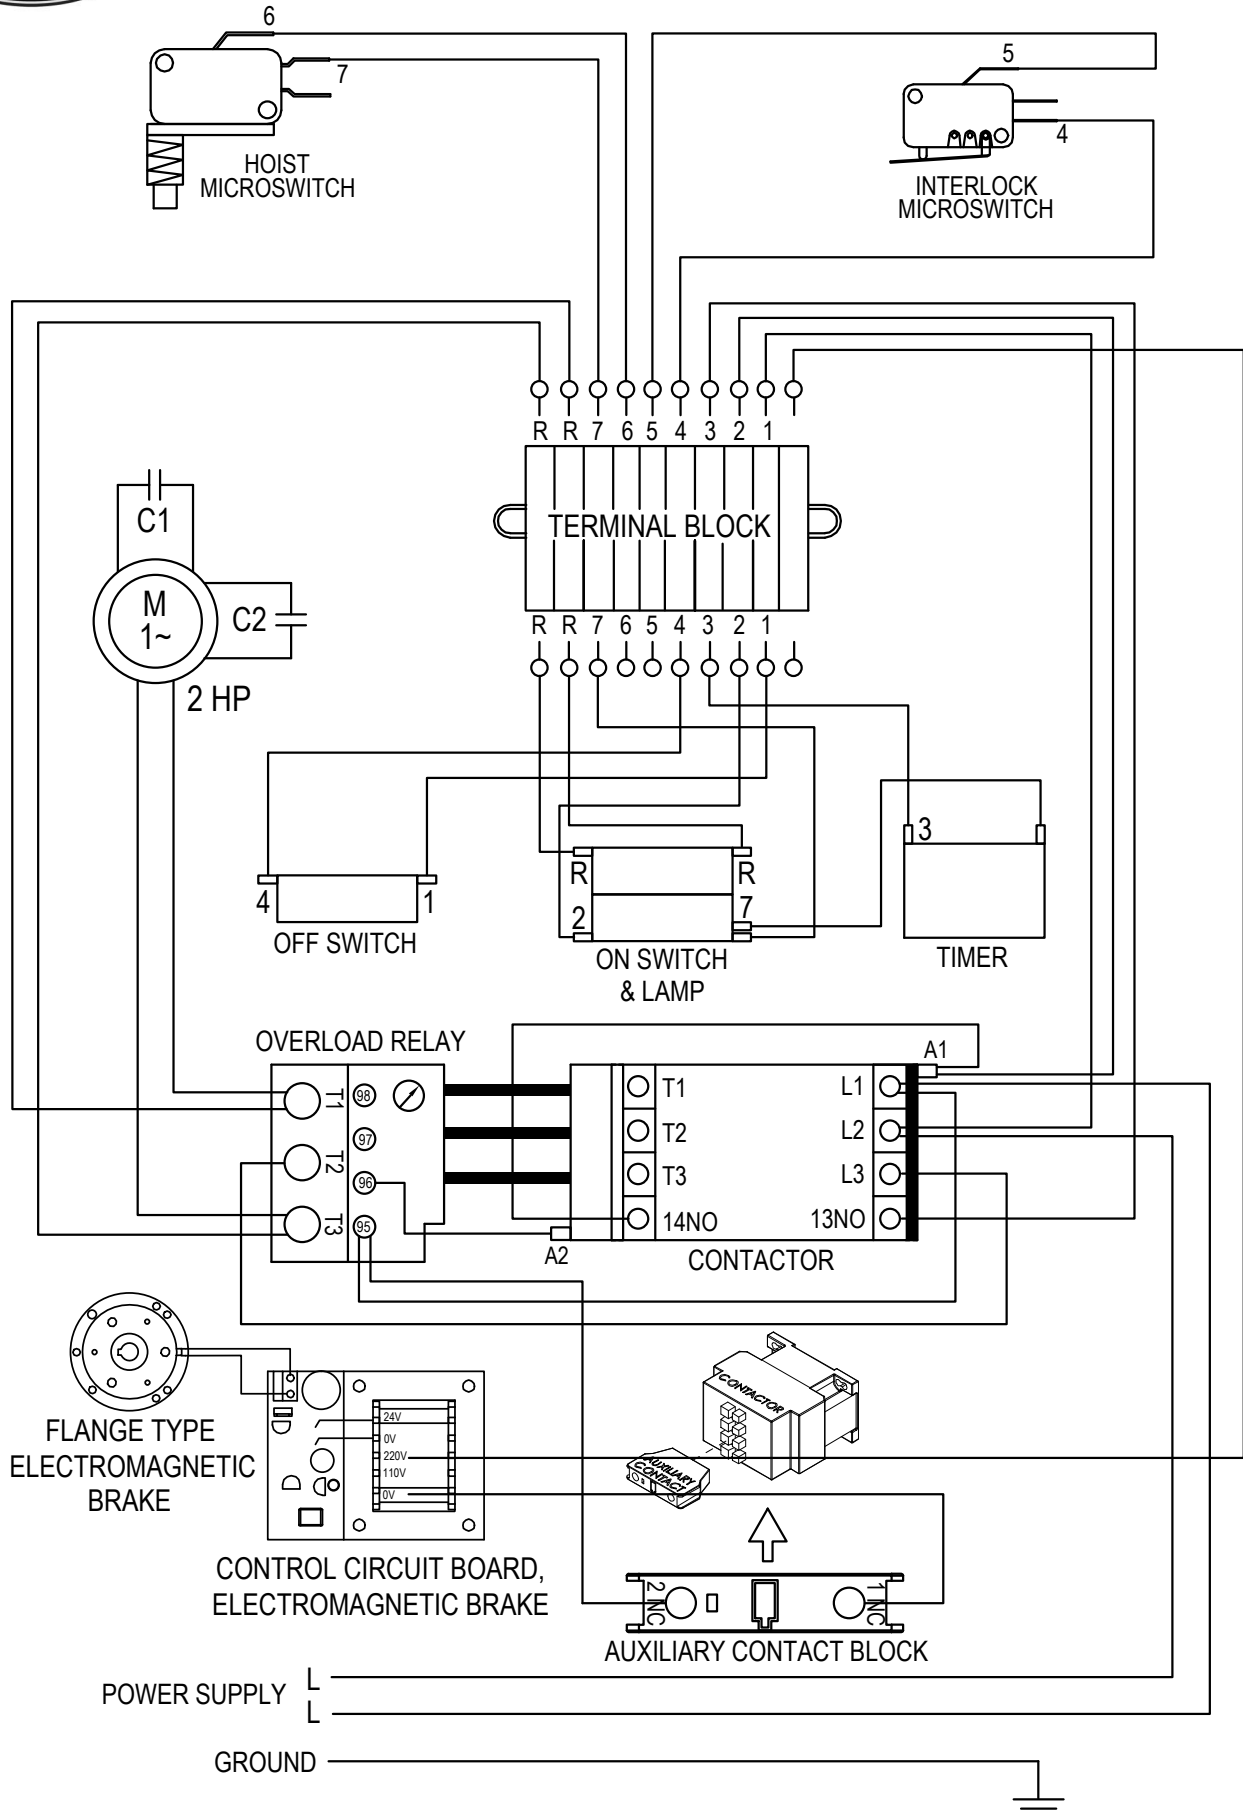 6
7
HOIST
MICROSWITCH
5
4
INTERLOCK
MICROSWITCH
R R 7 6 5 4 3 2 1
TERMINAL BLOCK
R R 7 6 5 4 3 2 1
C1
M
1~
C2
2 HP
4
1
OFF SWITCH
R
R
2
7
ON SWITCH
& LAMP
3
TIMER
OVERLOAD RELAY
T1
T2
T3
98
97
96
95
A1
A2
T1
T2
T3
14NO
L1
L2
L3
13NO
CONTACTOR
FLANGE TYPE
ELECTROMAGNETIC
BRAKE
24V
0V
220V
110V
0V
CONTROL CIRCUIT BOARD,
ELECTROMAGNETIC BRAKE
CONTACTOR
AUXILIARY
CONTACT
2 NC
1 NC
AUXILIARY CONTACT BLOCK
POWER SUPPLY
L
L
GROUND